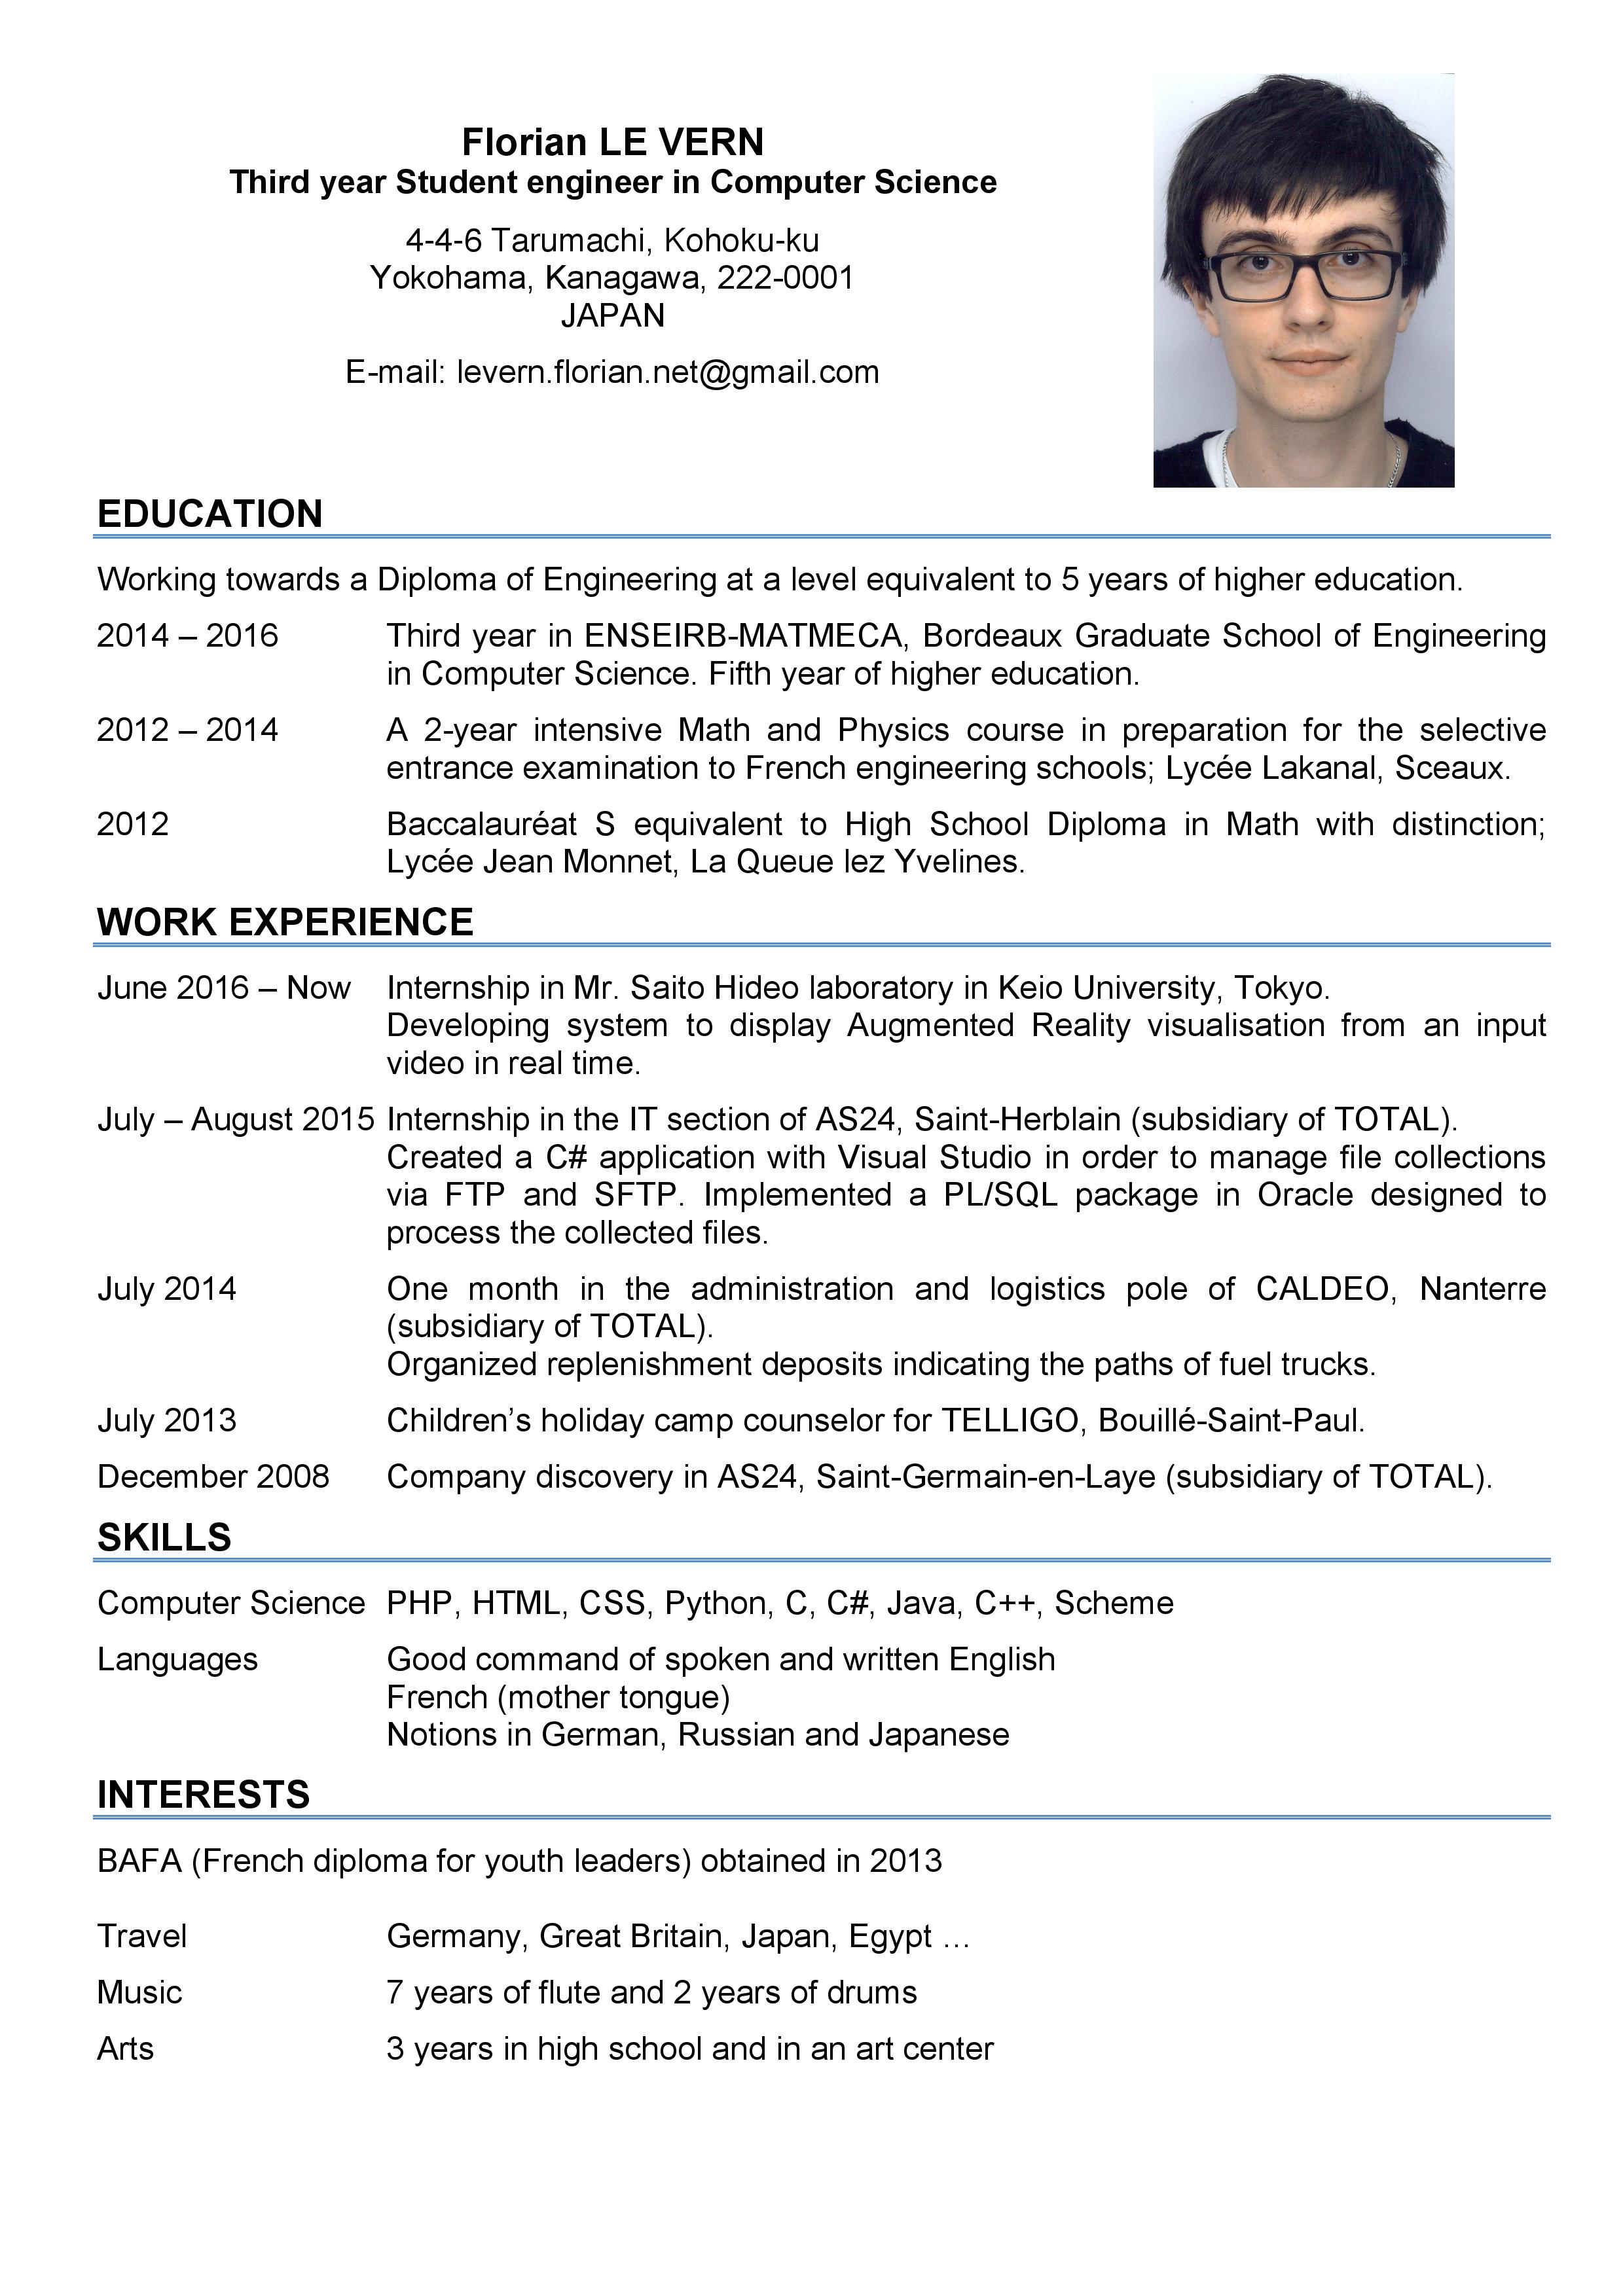 Florian LE VERN
Third year Student engineer in Computer Science
4-4-6 Tarumachi, Kohoku-ku
Yokohama, Kanagawa, 222-0001
JAPAN
E-mail: levern.florian.net@gmail.com
EDUCATION
Working towards a Diploma of Engineering at a level equivalent to 5 years of higher education.
2014 – 2016 Third year in ENSEIRB-MATMECA, Bordeaux Graduate School of Engineering
in Computer Science. Fifth year of higher education.
2012 – 2014 A 2-year intensive Math and Physics course in preparation for the selective
entrance examination to French engineering schools; Lycée Lakanal, Sceaux.
2012 Baccalauréat S equivalent to High School Diploma in Math with distinction;
Lycée Jean Monnet, La Queue lez Yvelines.
WORK EXPERIENCE
June 2016 – Now Internship in Mr. Saito Hideo laboratory in Keio University, Tokyo.
Developing system to display Augmented Reality visualisation from an input
video in real time.
July – August 2015 Internship in the IT section of AS24, Saint-Herblain (subsidiary of TOTAL).
Created a C# application with Visual Studio in order to manage file collections
via FTP and SFTP. Implemented a PL/SQL package in Oracle designed to
process the collected files.
July 2014 One month in the administration and logistics pole of CALDEO, Nanterre
(subsidiary of TOTAL).
Organized replenishment deposits indicating the paths of fuel trucks.
July 2013 Children’s holiday camp counselor for TELLIGO, Bouillé-Saint-Paul.
December 2008 Company discovery in AS24, Saint-Germain-en-Laye (subsidiary of TOTAL).
SKILLS
Computer Science PHP, HTML, CSS, Python, C, C#, Java, C++, Scheme
Languages Good command of spoken and written English
French (mother tongue)
Notions in German, Russian and Japanese
INTERESTS
BAFA (French diploma for youth leaders) obtained in 2013
Travel Germany, Great Britain, Japan, Egypt …
Music 7 years of flute and 2 years of drums
Arts 3 years in high school and in an art center